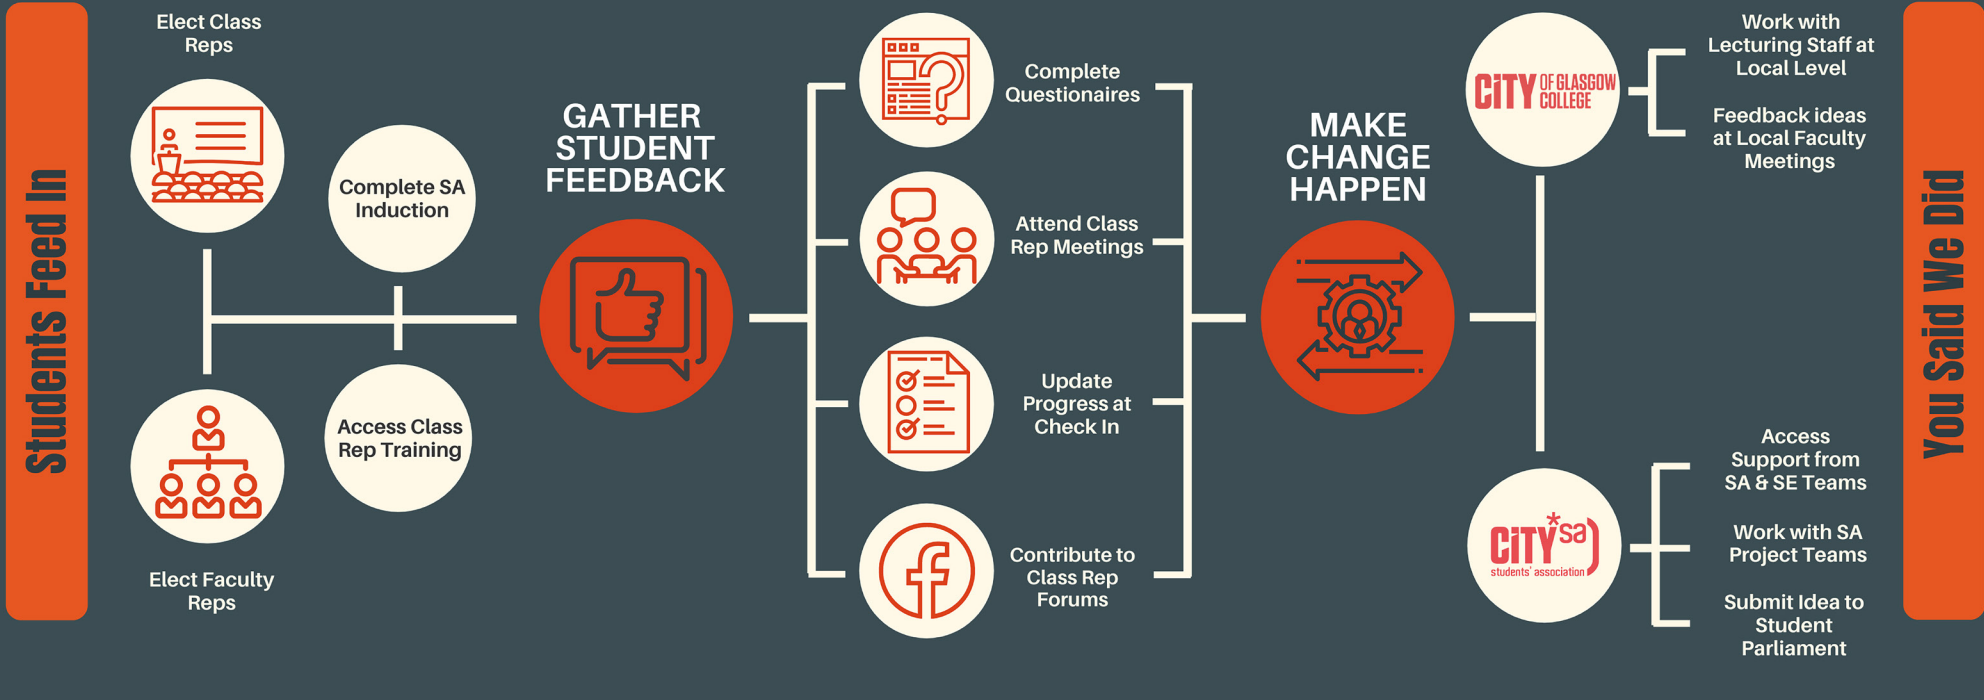 Students Feed In
Elect Class
Reps
Elect Faculty
Reps
Complete SA
Induction
Access Class
Rep Training
GATHER
STUDENT
FEEDBACK
Complete
Questionaires
Attend Class
Rep Meetings
Update
Progress at
Check In
Contribute to
Class Rep
Forums
MAKE
CHANGE
HAPPEN
CiTY OF GLASGOW
COLLEGE
Work with
Lecturing Staff at
Local Level
Feedback ideas
at Local Faculty
Meetings
CiTY*sa)
students' association
Access
Support from
SA & SE Teams
Work with SA
Project Teams
Submit Idea to
Student
Parliament
You Said We Did